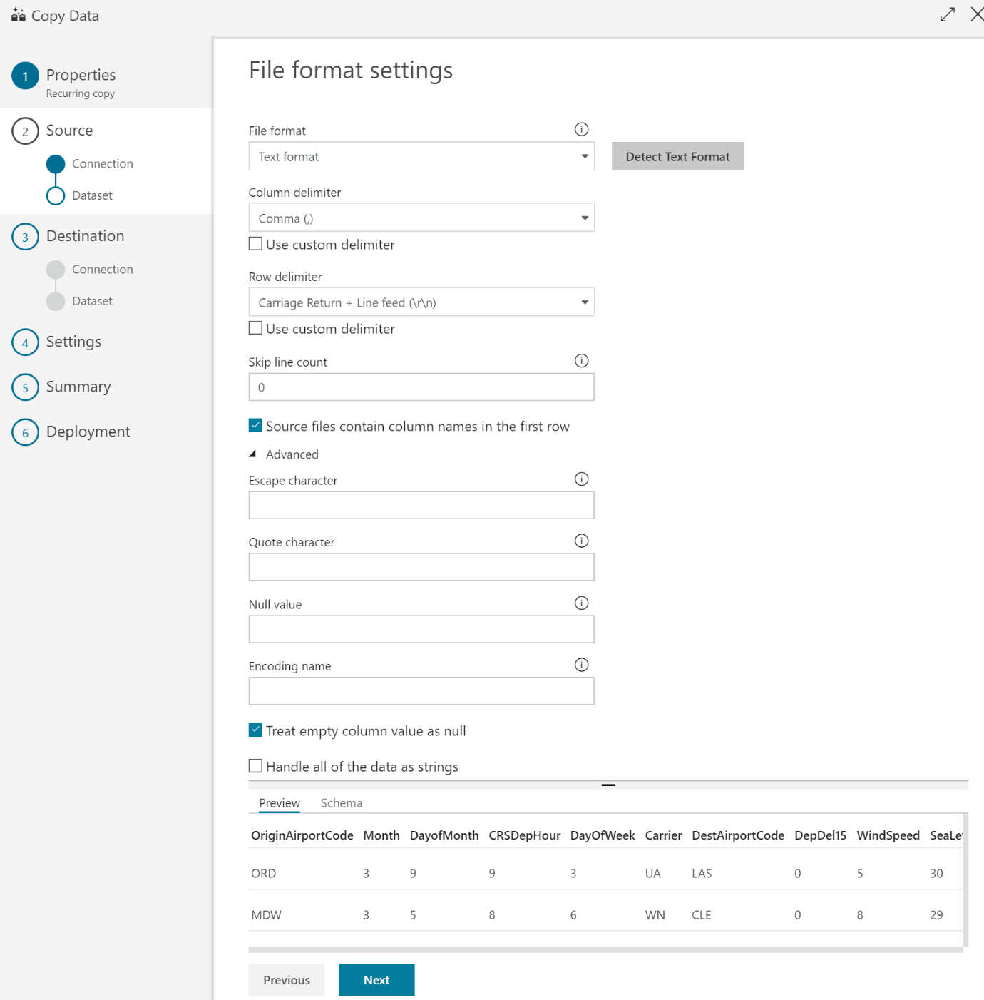 Copy Data
1 Properties
Recurring copy
2 Source
Connection
Dataset
3 Destination
Connection
Dataset
4 Settings
5 Summary
6 Deployment
File format settings
File format
Text format
Detect Text Format
Column delimiter
Comma (,)
Use custom delimiter
Row delimiter
Carriage Return + Line feed (\r\n)
Use custom delimiter
Skip line count
0
Source files contain column names in the first row
Advanced
Escape character
Quote character
Null value
Encoding name
Treat empty column value as null
Handle all of the data as strings
Preview Schema
OriginAirportCode Month DayofMonth CRSDepHour DayOfWeek Carrier DestAirportCode DepDel15 WindSpeed SeaLe
ORD 3 9 9 3 UA LAS 0 5 30
MDW 3 5 8 6 WN CLE 0 8 29
Previous Next